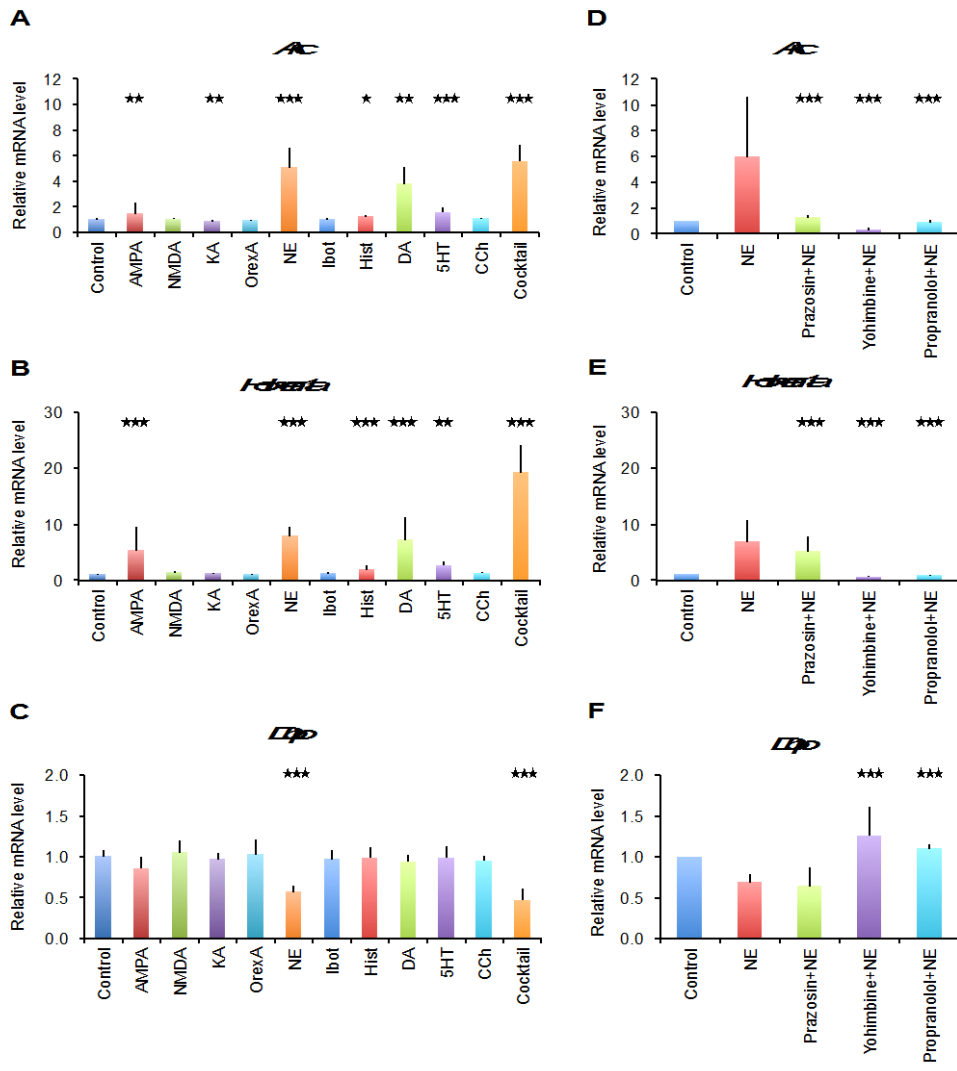 A
Relative mRNA level
12
10
8
6
4
2
0
★★ ★★ ★★★ ★ ★★ ★★★ ★★★
Control AMPA NMDA KA OrexA NE Ibot Hist DA 5HT CCh Cocktail
D
Relative mRNA level
12
10
8
6
4
2
0
★★★ ★★★ ★★★
Control NE Prazosin+NE Yohimbine+NE Propranolol+NE
B
Relative mRNA level
30
20
10
0
★★★ ★★★ ★★★ ★★★ ★★ ★★★
Control AMPA NMDA KA OrexA NE Ibot Hist DA 5HT CCh Cocktail
E
Relative mRNA level
30
20
10
0
★★★ ★★★ ★★★
Control NE Prazosin+NE Yohimbine+NE Propranolol+NE
C
Relative mRNA level
2.0
1.5
1.0
0.5
0.0
★★★ ★★★
Control AMPA NMDA KA OrexA NE Ibot Hist DA 5HT CCh Cocktail
F
Relative mRNA level
2.0
1.5
1.0
0.5
0.0
★★★ ★★★
Control NE Prazosin+NE Yohimbine+NE Propranolol+NE